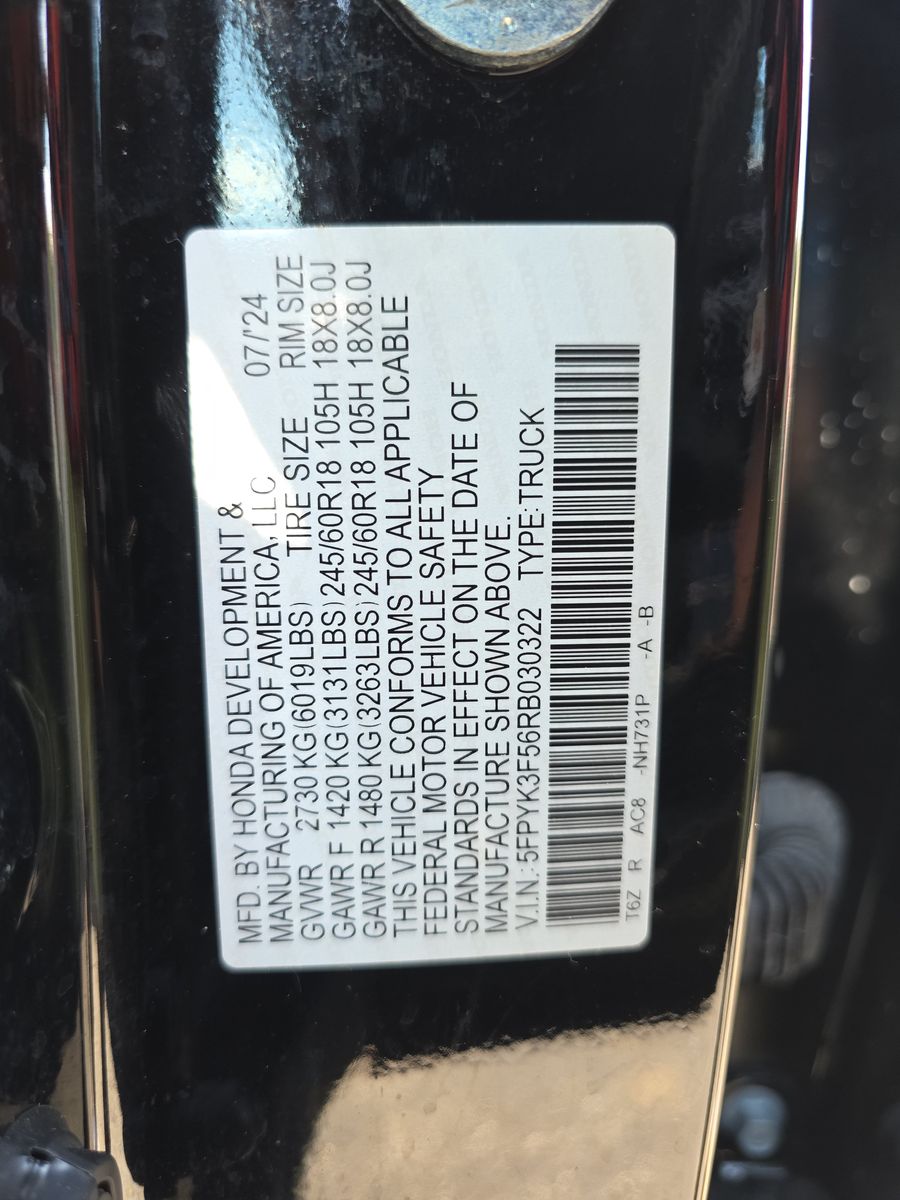 MFD. BY HONDA DEVELOPMENT &
MANUFACTURING OF AMERICA, LLC 07/'24
GVWR 2730 KG(6019LBS) TIRE SIZE RIM SIZE
GAWR F 1420 KG(3131LBS)245/60R18 105H 18X8.0J
GAWR R 1480 KG(3263LBS)245/60R18 105H 18X8.0J
THIS VEHICLE CONFORMS TO ALL APPLICABLE
FEDERAL MOTOR VEHICLE SAFETY
STANDARDS IN EFFECT ON THE DATE OF
MANUFACTURE SHOWN ABOVE.
V.I.N.:5FPYK3F56RB030322 TYPE:TRUCK
T6Z R AC8 -NH731P -A -B